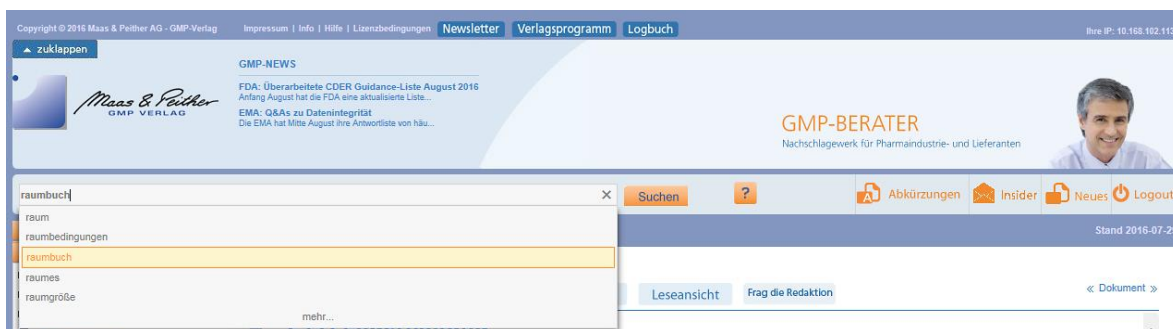 Copyright © 2016 Maas & Peither AG - GMP-Verlag Impressum | Info | Hilfe | Lizenzbedingungen Newsletter Verlagsprogramm Logbuch Ihre IP: 10.168.102.113
zuklappen
GMP-NEWS
FDA: Überarbeitete CDER Guidance-Liste August 2016
Anfang August hat die FDA eine aktualisierte Liste...
EMA: Q&As zu Datenintegrität
Die EMA hat Mitte August ihre Antwortliste von häu...
Maas & Peither
GMP VERLAG
GMP-BERATER
Nachschlagewerk für Pharmaindustrie- und Lieferanten
raumbuch Suchen ? Abkürzungen Insider Neues Logout
raum
raumbedingungen
raumbuch
raumes
raumgröße
mehr...
Stand 2016-07-29
Leseansicht Frag die Redaktion « Dokument »